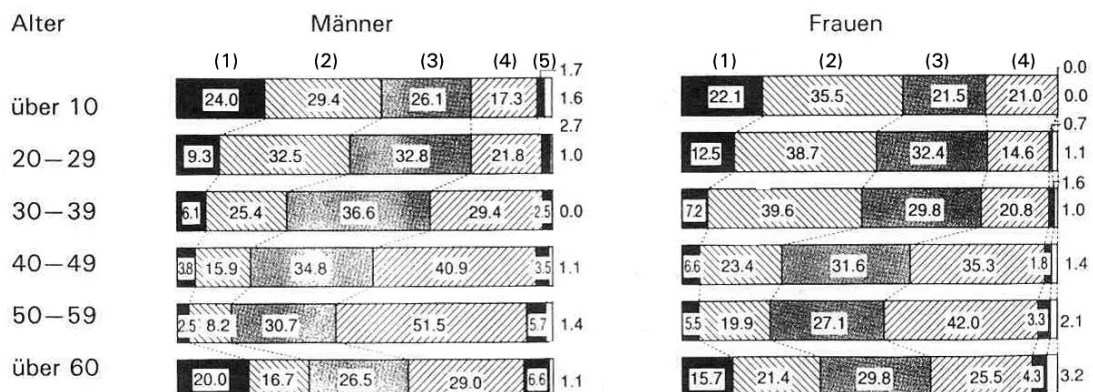 Alter Männer Frauen
(1) (2) (3) (4) (5) (1) (2) (3) (4)
über 10 24.0 29.4 26.1 17.3 1.7 1.6 22.1 35.5 21.5 21.0 0.0 0.0
20—29 9.3 32.5 32.8 21.8 2.7 1.0 12.5 38.7 32.4 14.6 0.7 1.1
30—39 6.1 25.4 36.6 29.4 2.5 0.0 7.2 39.6 29.8 20.8 1.6 1.0
40—49 3.8 15.9 34.8 40.9 3.5 1.1 6.6 23.4 31.6 35.3 1.8 1.4
50—59 2.5 8.2 30.7 51.5 5.7 1.4 5.5 19.9 27.1 42.0 3.3 2.1
über 60 20.0 16.7 26.5 29.0 6.6 1.1 15.7 21.4 29.8 25.5 4.3 3.2